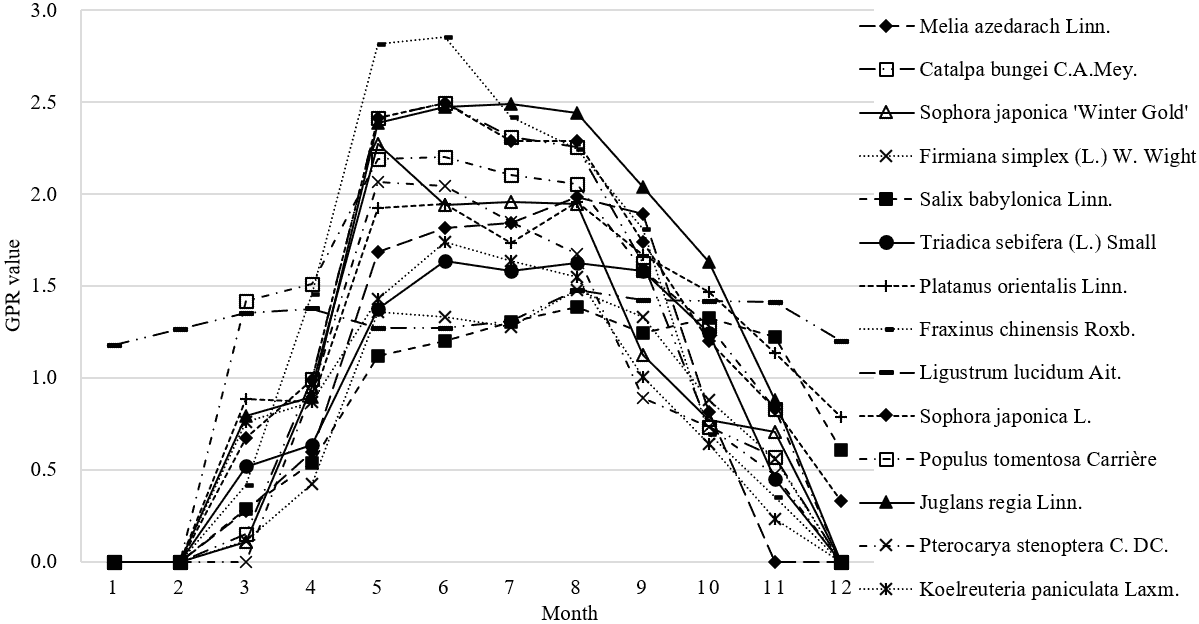 3.0
2.5
2.0
1.5
1.0
0.5
0.0
GPR value
1 2 3 4 5 6 7 8 9 10 11 12
Month
Melia azedarach Linn.
Catalpa bungei C.A.Mey.
Sophora japonica 'Winter Gold'
Firmiana simplex (L.) W. Wight
Salix babylonica Linn.
Triadica sebifera (L.) Small
Platanus orientalis Linn.
Fraxinus chinensis Roxb.
Ligustrum lucidum Ait.
Sophora japonica L.
Populus tomentosa Carrière
Juglans regia Linn.
Pterocarya stenoptera C. DC.
Koelreuteria paniculata Laxm.